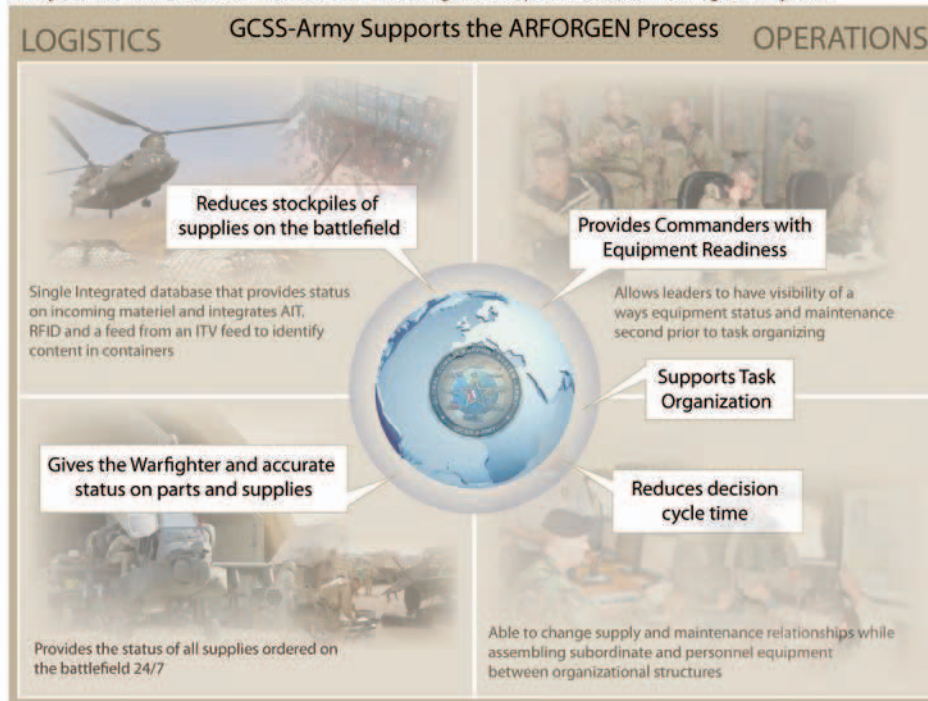 LOGISTICS
GCSS-Army Supports the ARFORGEN Process
OPERATIONS
Reduces stockpiles of
supplies on the battlefield
Single Integrated database that provides status
on incoming materiel and integrates AIT,
RFID and a feed from an ITV feed to identify
content in containers
Provides Commanders with
Equipment Readiness
Allows leaders to have visibility of a
ways equipment status and maintenance
second prior to task organizing
Supports Task
Organization
Gives the Warfighter and accurate
status on parts and supplies
Provides the status of all supplies ordered on
the battlefield 24/7
Reduces decision
cycle time
Able to change supply and maintenance relationships while
assembling subordinate and personnel equipment
between organizational structures